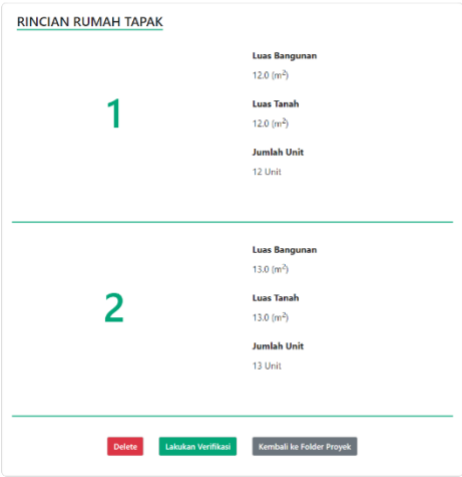 RINCIAN RUMAH TAPAK
1
Luas Bangunan
12.0 (m²)
Luas Tanah
12.0 (m²)
Jumlah Unit
12 Unit
2
Luas Bangunan
13.0 (m²)
Luas Tanah
13.0 (m²)
Jumlah Unit
13 Unit
Delete Lakukan Verifikasi Kembali ke Folder Proyek